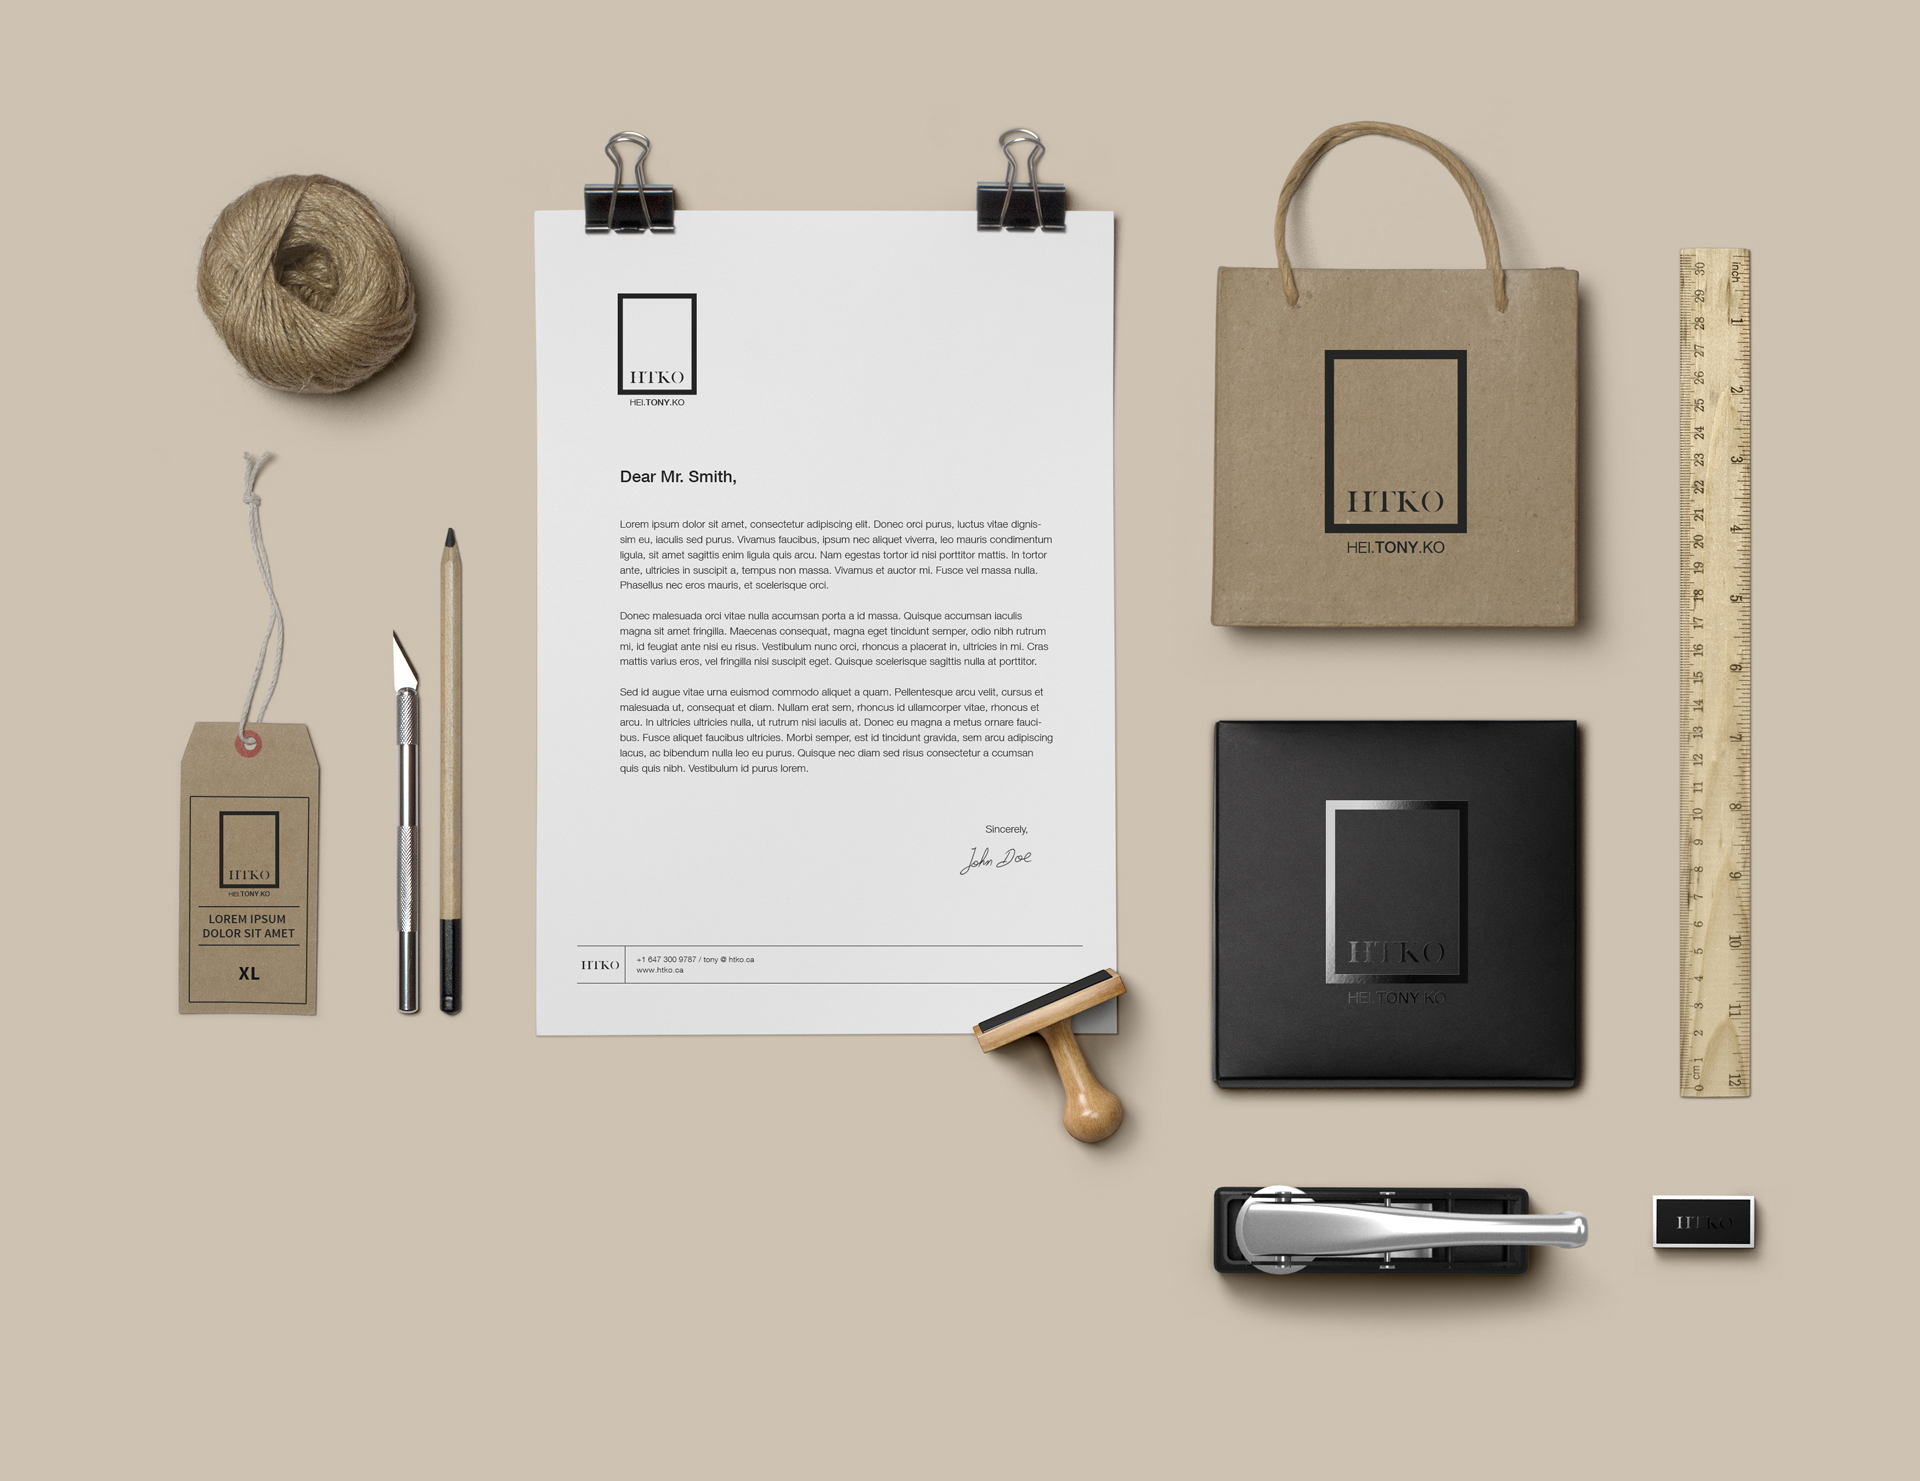 HTKO
HEI.TONY.KO
Dear Mr. Smith,
Lorem ipsum dolor sit amet, consectetur adipiscing elit. Donec orci purus, luctus vitae dignis-
sim eu, iaculis sed purus. Vivamus faucibus, ipsum nec aliquet viverra, leo mauris condimentum
ligula, sit amet sagittis enim ligula quis arcu. Nam egestas tortor id nisi porttitor mattis. In tortor
ante, ultricies in suscipit a, tempus non massa. Vivamus et auctor mi. Fusce vel massa nulla.
Phasellus nec eros mauris, et scelerisque orci.
Donec malesuada orci vitae nulla accumsan porta a id massa. Quisque accumsan iaculis
magna sit amet fringilla. Maecenas consequat, magna eget tincidunt semper, odio nibh rutrum
mi, id feugiat ante nisi eu risus. Vestibulum nunc orci, rhoncus a placerat in, ultricies in mi. Cras
mattis varius eros, vel fringilla nisi suscipit eget. Quisque scelerisque sagittis nulla at porttitor.
Sed id augue vitae urna euismod commodo aliquet a quam. Pellentesque arcu velit, cursus et
malesuada ut, consequat et diam. Nullam erat sem, rhoncus id ullamcorper vitae, rhoncus et
arcu. In ultricies ultricies nulla, ut rutrum nisi iaculis at. Donec eu magna a metus ornare fauci-
bus. Fusce aliquet faucibus ultricies. Morbi semper, est id tincidunt gravida, sem arcu adipiscing
lacus, ac bibendum nulla leo eu purus. Quisque nec diam sed risus consectetur a ccumsan
quis quis nibh. Vestibulum id purus lorem.
Sincerely,
John Doe
HTKO
+1 647 300 9787 / tony @ htko.ca
www.htko.ca
HTKO
HEI.TONY.KO
LOREM IPSUM
DOLOR SIT AMET
XL
HTKO
HEI.TONY.KO
HTKO
HEI.TONY.KO
HTKO
inch
1 2 3 4 5 6 7 8 9 10 11 12
30 29 28 27 26 25 24 23 22 21 20 19 18 17 16 15 14 13 12 11 10 9 8 7 6 5 4 3 2 1 cm 0